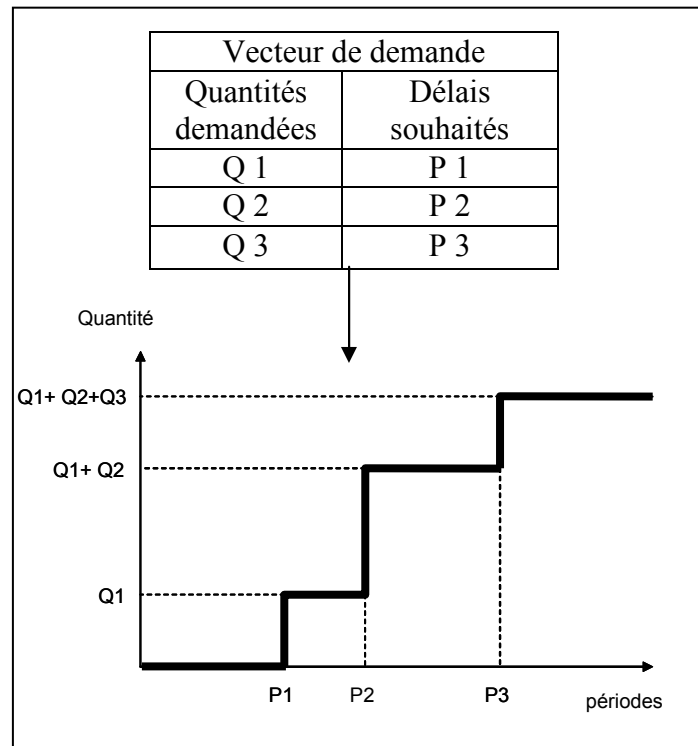 Vecteur de demande
Quantités demandées
Délais souhaités
Q 1 P 1
Q 2 P 2
Q 3 P 3
Quantité
Q1+ Q2+Q3
Q1+ Q2
Q1
P1 P2 P3
périodes